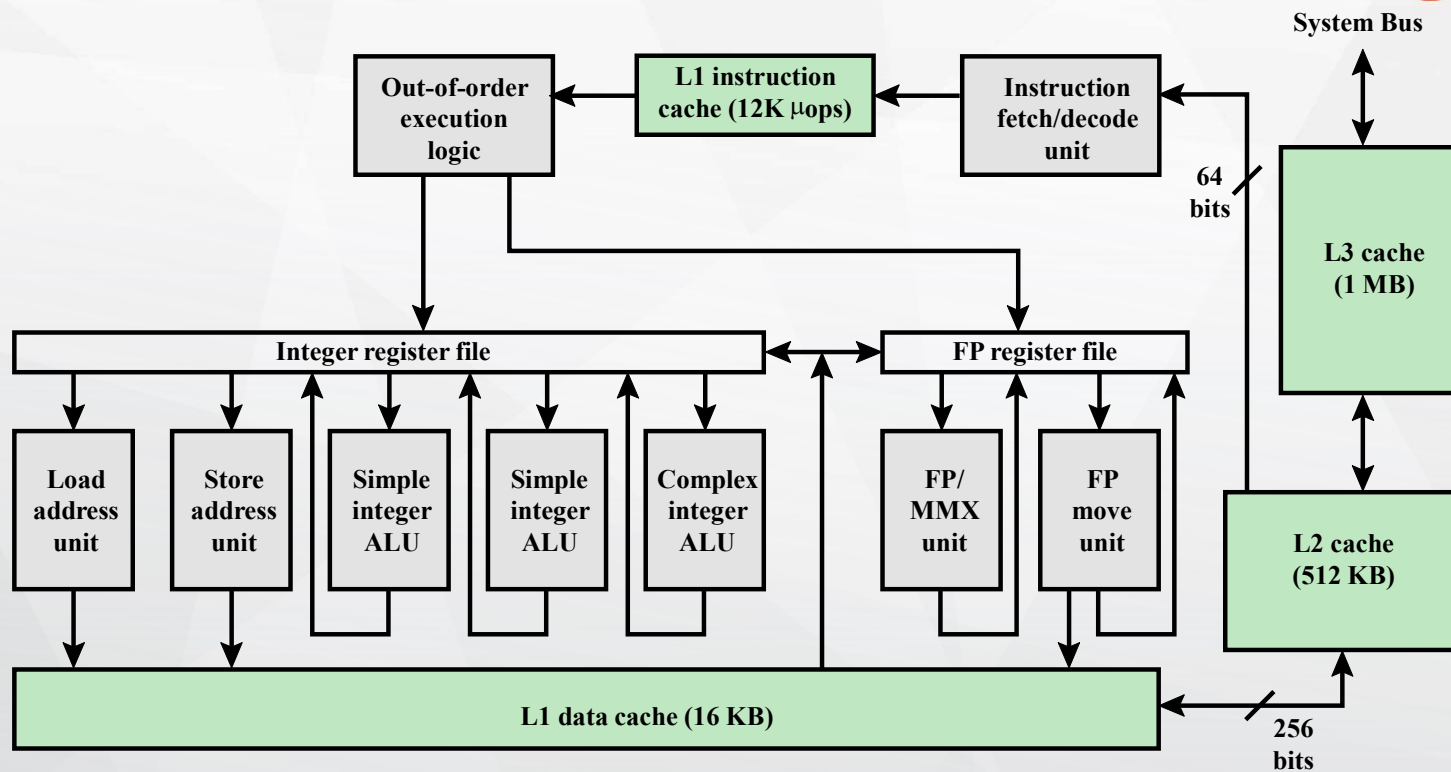 System Bus
Out-of-order
execution
logic
L1 instruction
cache (12K μops)
Instruction
fetch/decode
unit
64
bits
L3 cache
(1 MB)
Integer register file
FP register file
Load
address
unit
Store
address
unit
Simple
integer
ALU
Simple
integer
ALU
Complex
integer
ALU
FP/
MMX
unit
FP
move
unit
L2 cache
(512 KB)
L1 data cache (16 KB)
256
bits